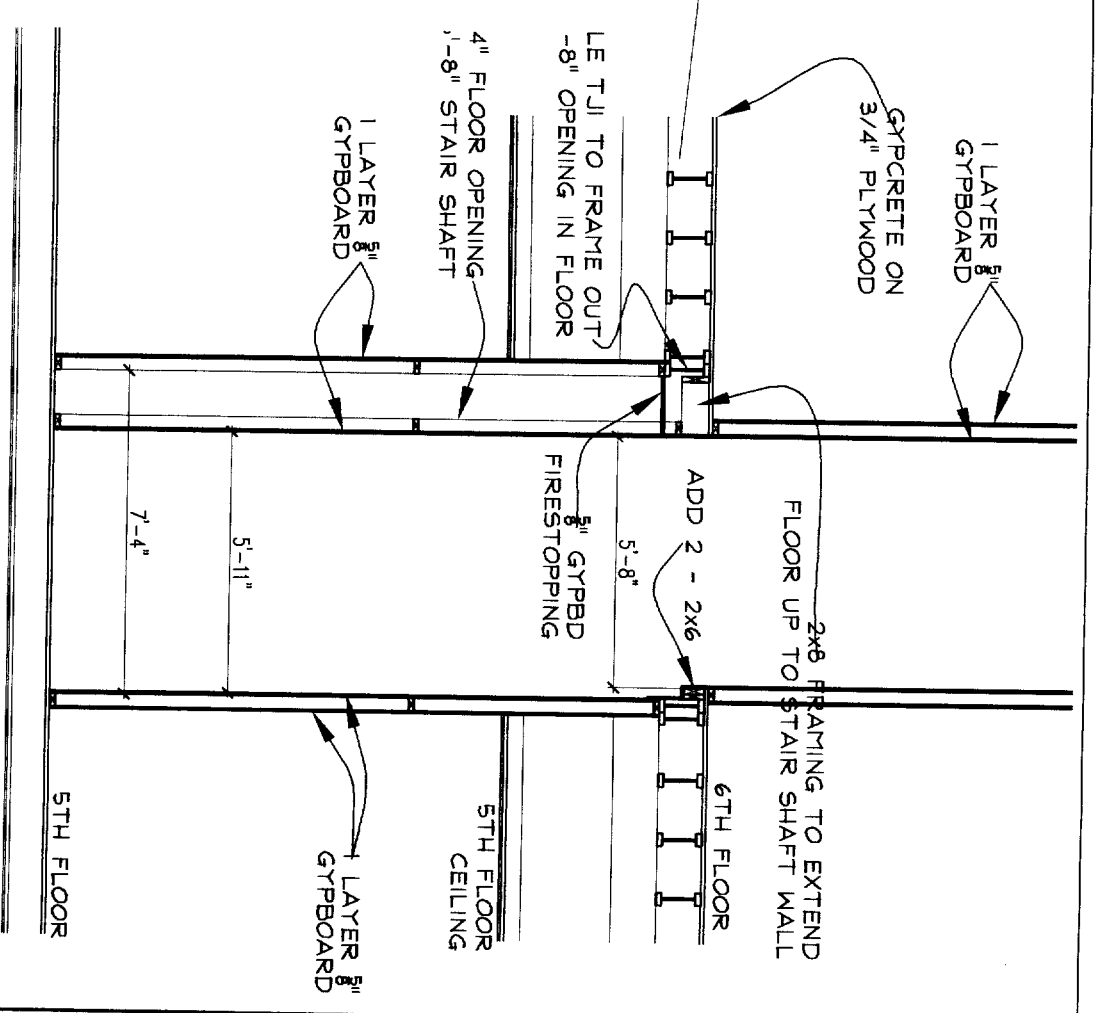 1 LAYER 5/8"
GYPBOARD
GYPCRETE ON
3/4" PLYWOOD
LE TJI TO FRAME OUT
-8" OPENING IN FLOOR
4" FLOOR OPENING
'-8" STAIR SHAFT
1 LAYER 5/8"
GYPBOARD
2x8 FRAMING TO EXTEND
FLOOR UP TO STAIR SHAFT WALL
ADD 2 - 2x6
5'-8"
5/8" GYPBD
FIRESTOPPING
5'-11"
7'-4"
6TH FLOOR
5TH FLOOR
CEILING
1 LAYER 5/8"
GYPBOARD
5TH FLOOR